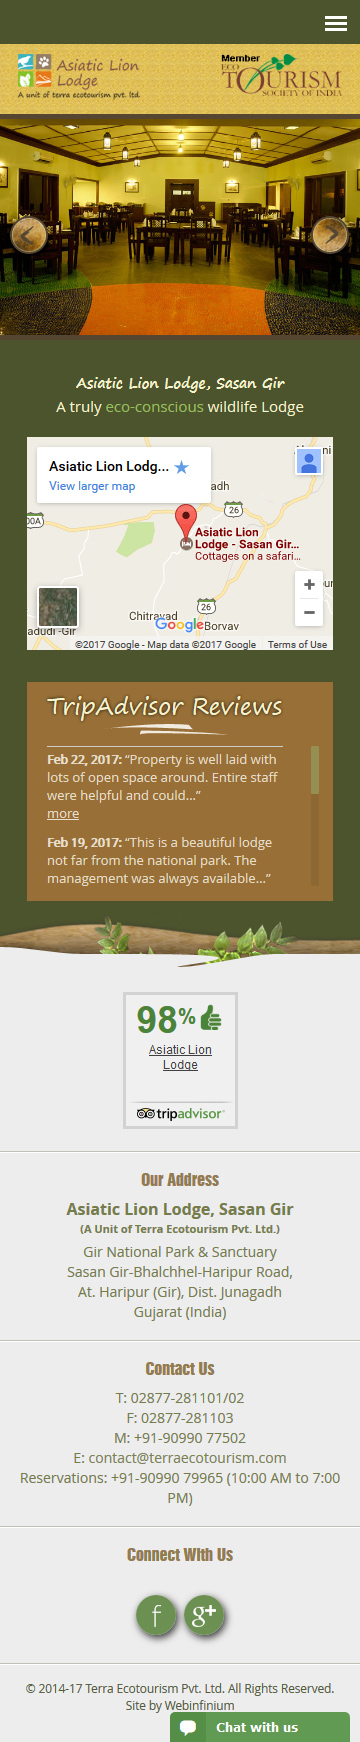 Asiatic Lion
Lodge
A unit of terra ecotourism pvt. ltd.
Member
ECO
TOURISM
SOCIETY OF INDIA
Asiatic Lion Lodge, Sasan Gir
A truly eco-conscious wildlife Lodge
Asiatic Lion Lodg...
View larger map
adh
26
00A
Asiatic Lion
Lodge - Sasan Gir...
Cottages on a safari...
Chitravad
26
Borvav
Google
+
−
©2017 Google - Map data ©2017 Google
Terms of Use
TripAdvisor Reviews
Feb 22, 2017: “Property is well laid with
lots of open space around. Entire staff
were helpful and could...”
more
Feb 19, 2017: “This is a beautiful lodge
not far from the national park. The
management was always available...”
98%
Asiatic Lion
Lodge
tripadvisor
Our Address
Asiatic Lion Lodge, Sasan Gir
(A Unit of Terra Ecotourism Pvt. Ltd.)
Gir National Park & Sanctuary
Sasan Gir-Bhalchhel-Haripur Road,
At. Haripur (Gir), Dist. Junagadh
Gujarat (India)
Contact Us
T: 02877-281101/02
F: 02877-281103
M: +91-90990 77502
E: contact@terraecotourism.com
Reservations: +91-90990 79965 (10:00 AM to 7:00
PM)
Connect With Us
f
g+
© 2014-17 Terra Ecotourism Pvt. Ltd. All Rights Reserved.
Site by Webinfinium
Chat with us